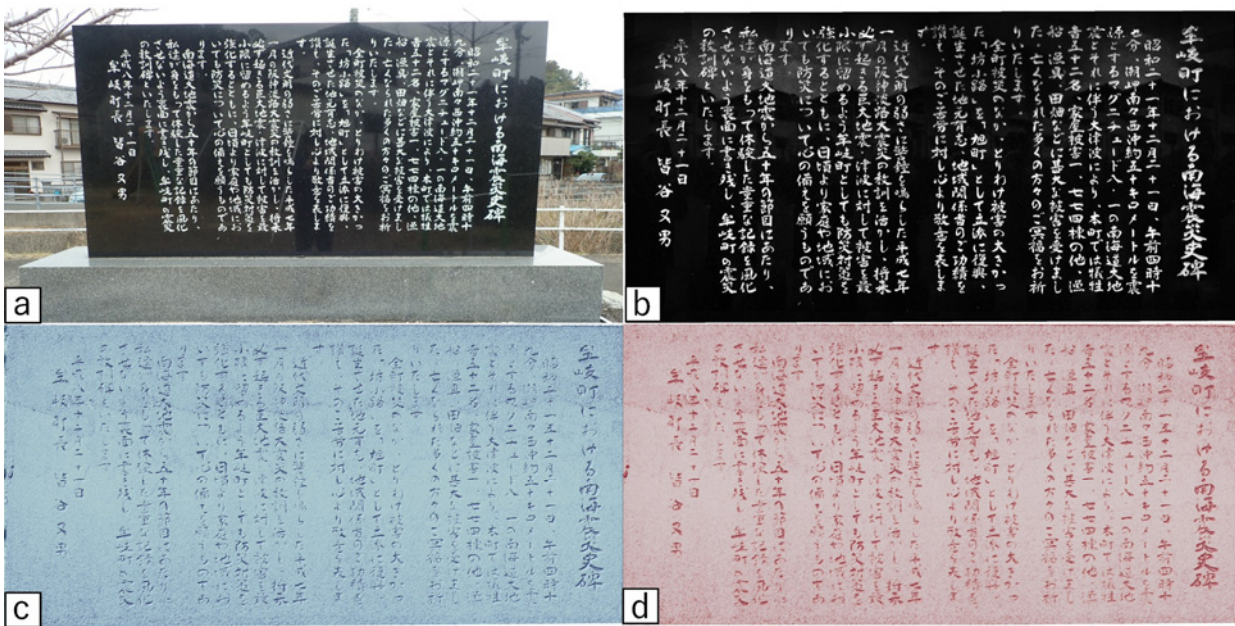 牟岐町における南海震災史碑
昭和二十一年十二月二十一日、午前四時十
九分、潮岬南々西沖約五十キロメートルを震
源とするマグニチュード八、一の南海道大地
震とそれに伴う大津波により、本町では犠牲
者五十二名、家屋被害一、七七四棟の他、漁
船、漁具、田畑などに甚大な被害を受けまし
た。亡くなられた多くの方々のご冥福をお祈
りいたします。
全町被災のなか、とりわけ被害の大きかっ
た「坊小路」を、「旭町」として立派に復興、
誕生させた地元有志、地域関係者のご功績を
讃え、そのご苦労に対し心より敬意を表しま
す。
近代文明の弱さに警鐘を鳴らした平成七年
一月の阪神淡路大震災の教訓を活かし、将来
必ず起きる巨大地震、津波に対して被害を最
小限に留めるよう牟岐町としても防災対策を
強化するとともに、日頃より家庭や地域にお
いても防災について心の備えを願うものであ
ります。
南海道大地震から五十年の節目にあたり、
私達が身をもって体験した貴重な記録を風化
させないよう裏面に書き残し、牟岐町の震災
の教訓碑といたします。
平成八年十二月二十一日
牟岐町長 皆谷又男
a
b
c
d